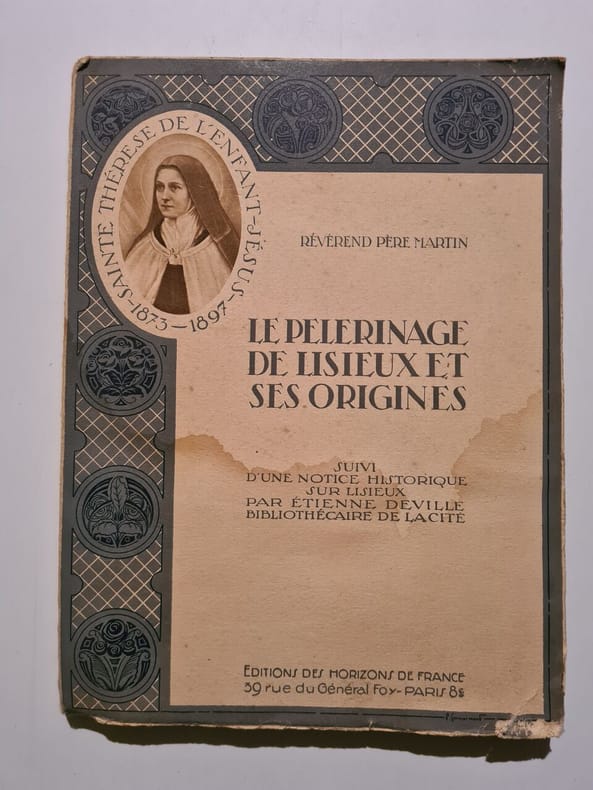 SAINTE THÉRÈSE DE L'ENFANT-JÉSUS-
-1873-1897-
RÉVÉREND PÈRE MARTIN
LE PELERINAGE
DE LISIEUX ET
SES ORIGINES
SUIVI
D'UNE NOTICE HISTORIQUE
SUR LISIEUX
PAR ÉTIENNE DEVILLE
BIBLIOTHÉCAIRE DE LA CITÉ
EDITIONS DES HORIZONS DE FRANCE
39 rue du Général Foy-PARIS 8e